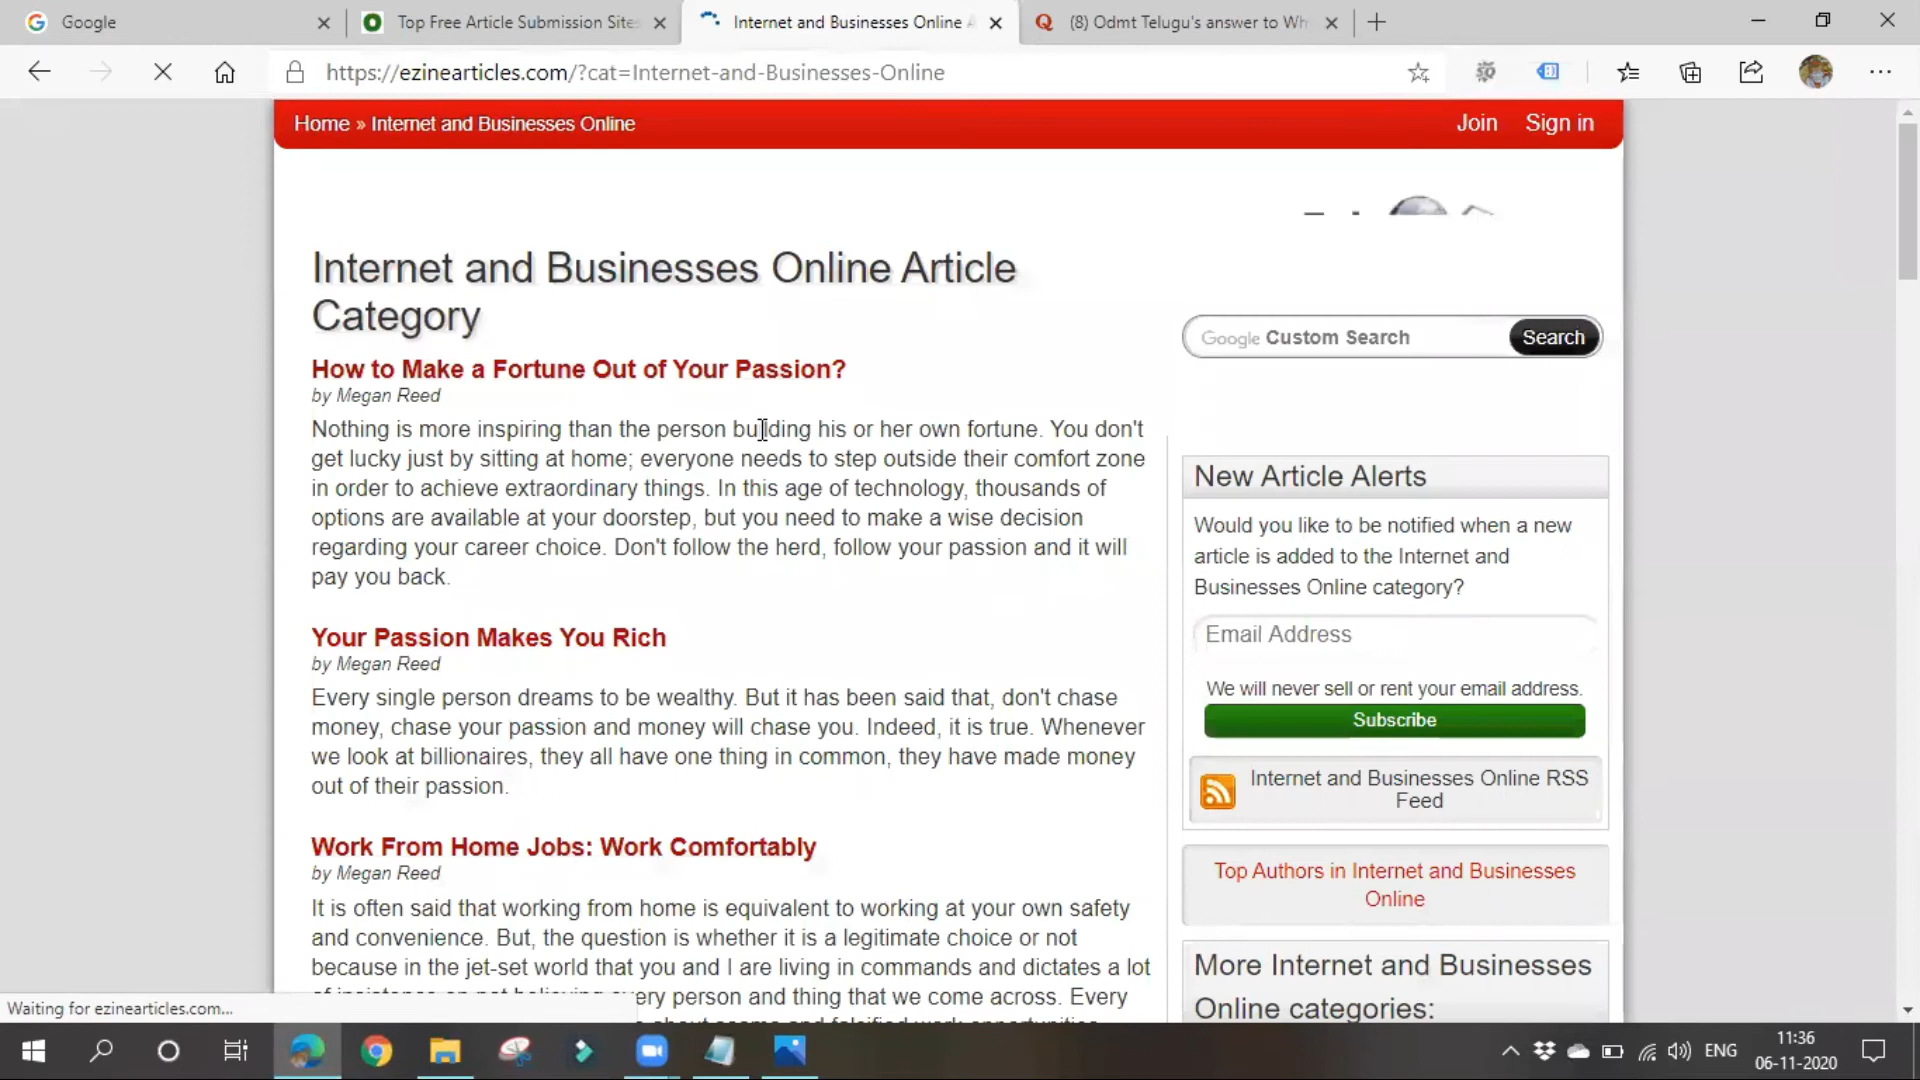 Google
Top Free Article Submission Sites
Internet and Businesses Online A
(8) Odmt Telugu's answer to Wh
https://ezinearticles.com/?cat=Internet-and-Businesses-Online
Home » Internet and Businesses Online
Join
Sign in
Internet and Businesses Online Article
Category
Google Custom Search
Search
How to Make a Fortune Out of Your Passion?
by Megan Reed
Nothing is more inspiring than the person building his or her own fortune. You don't
get lucky just by sitting at home; everyone needs to step outside their comfort zone
in order to achieve extraordinary things. In this age of technology, thousands of
options are available at your doorstep, but you need to make a wise decision
regarding your career choice. Don't follow the herd, follow your passion and it will
pay you back.
Your Passion Makes You Rich
by Megan Reed
Every single person dreams to be wealthy. But it has been said that, don't chase
money, chase your passion and money will chase you. Indeed, it is true. Whenever
we look at billionaires, they all have one thing in common, they have made money
out of their passion.
Work From Home Jobs: Work Comfortably
by Megan Reed
It is often said that working from home is equivalent to working at your own safety
and convenience. But, the question is whether it is a legitimate choice or not
because in the jet-set world that you and I are living in commands and dictates a lot
every person and thing that we come across. Every
New Article Alerts
Would you like to be notified when a new
article is added to the Internet and
Businesses Online category?
Email Address
We will never sell or rent your email address.
Subscribe
Internet and Businesses Online RSS
Feed
Top Authors in Internet and Businesses
Online
More Internet and Businesses
Online categories:
Waiting for ezinearticles.com...
ENG
11:36
06-11-2020